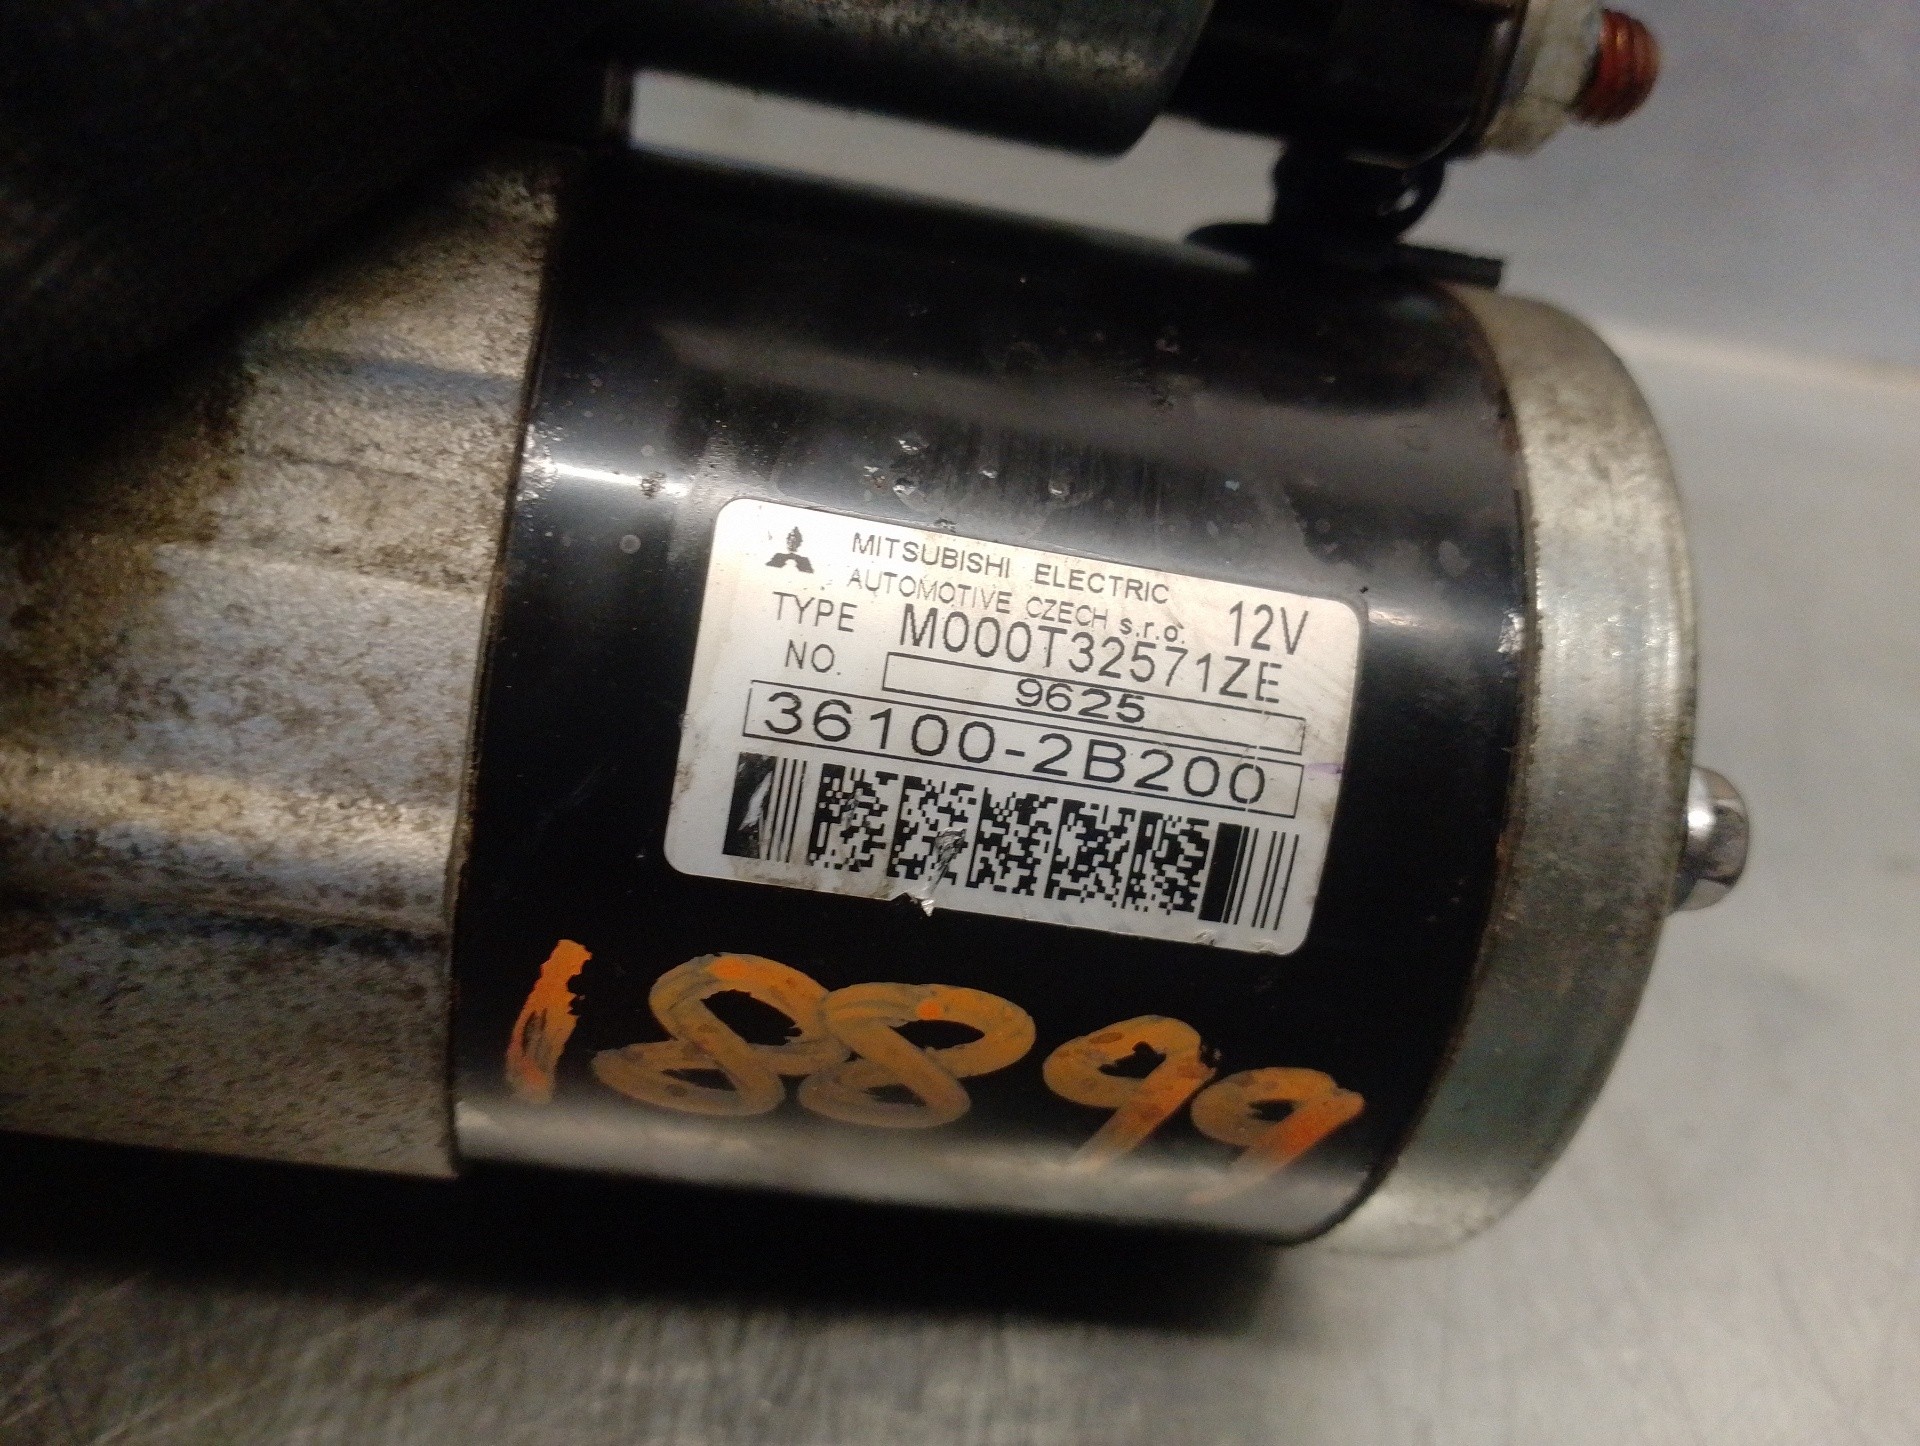 MITSUBISHI ELECTRIC
AUTOMOTIVE CZECH s.r.o. 12V
TYPE M000T32571ZE
NO. 9625
36100-2B200
18899